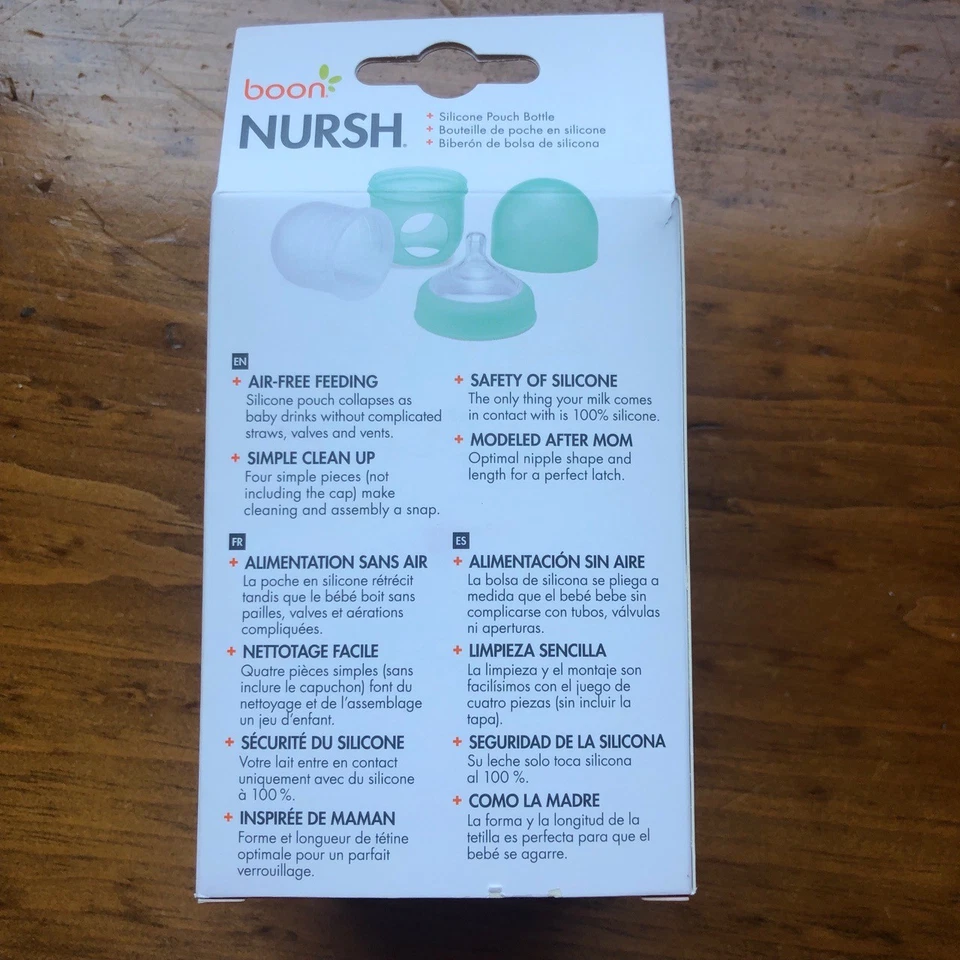 boon
NURSH
+ Silicone Pouch Bottle
+ Bouteille de poche en silicone
+ Biberón de bolsa de silicona
EN
+ AIR-FREE FEEDING
Silicone pouch collapses as
baby drinks without complicated
straws, valves and vents.
+ SIMPLE CLEAN UP
Four simple pieces (not
including the cap) make
cleaning and assembly a snap.
+ SAFETY OF SILICONE
The only thing your milk comes
in contact with is 100% silicone.
+ MODELED AFTER MOM
Optimal nipple shape and
length for a perfect latch.
FR
+ ALIMENTATION SANS AIR
La poche en silicone rétrécit
tandis que le bébé boit sans
pailles, valves et aérations
compliquées.
+ NETTOTAGE FACILE
Quatre pièces simples (sans
inclure le capuchon) font du
nettoyage et de l'assemblage
un jeu d'enfant.
+ SÉCURITÉ DU SILICONE
Votre lait entre en contact
uniquement avec du silicone
à 100 %.
+ INSPIRÉE DE MAMAN
Forme et longueur de tétine
optimale pour un parfait
verrouillage.
ES
+ ALIMENTACIÓN SIN AIRE
La bolsa de silicona se pliega a
medida que el bebé bebe sin
complicarse con tubos, válvulas
ni aperturas.
+ LIMPIEZA SENCILLA
La limpieza y el montaje son
facilísimos con el juego de
cuatro piezas (sin incluir la
tapa).
+ SEGURIDAD DE LA SILICONA
Su leche solo toca silicona
al 100 %.
+ COMO LA MADRE
La forma y la longitud de la
tetilla es perfecta para que el
bebé se agarre.